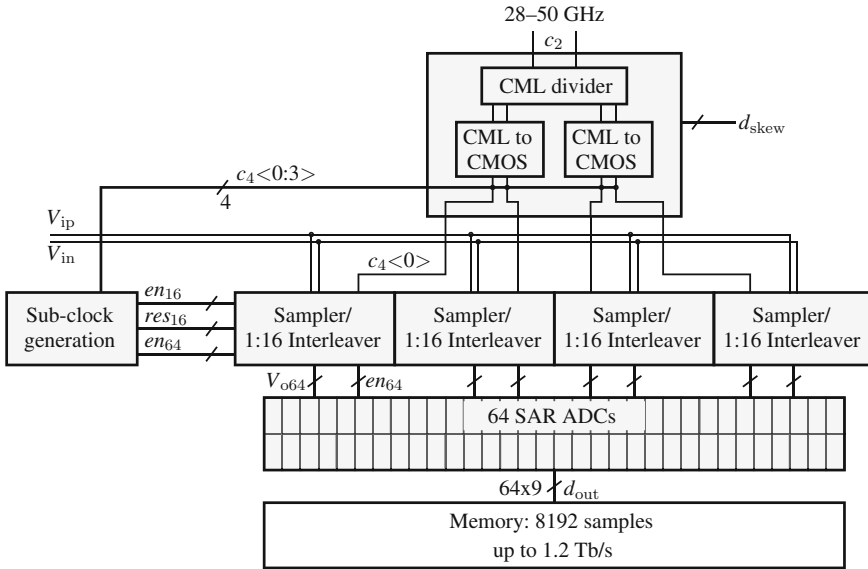 28–50 GHz
c2
CML divider
CML to
CMOS
CML to
CMOS
dskew
c4<0:3>
4
Vip
Vin
c4<0>
Sub-clock
generation
en16
res16
en64
Sampler/
1:16 Interleaver
Sampler/
1:16 Interleaver
Sampler/
1:16 Interleaver
Sampler/
1:16 Interleaver
Vo64
en64
64 SAR ADCs
64x9
dout
Memory: 8192 samples
up to 1.2 Tb/s